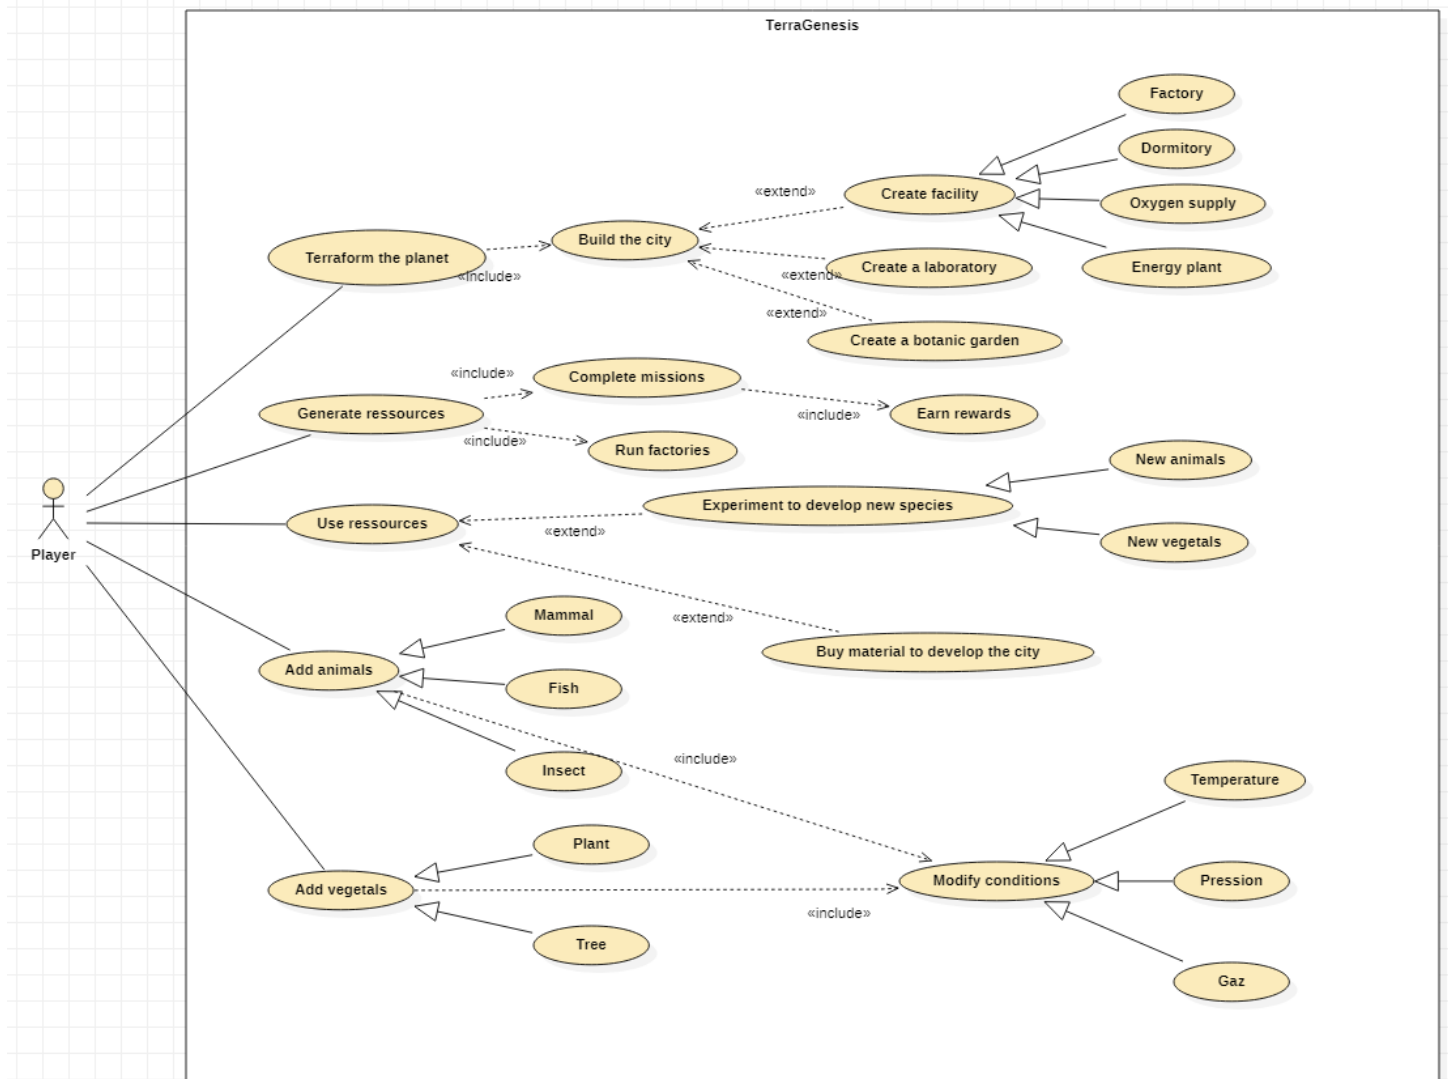 TerraGenesis
Factory
Dormitory
«extend»
Create facility
Oxygen supply
Build the city
Terraform the planet
«include»
«extend»
Create a laboratory
Energy plant
«extend»
Create a botanic garden
«include»
Complete missions
Generate ressources
«include»
Earn rewards
«include»
Run factories
New animals
Experiment to develop new species
Use ressources
«extend»
New vegetals
Player
Mammal
«extend»
Buy material to develop the city
Add animals
Fish
«include»
Insect
Temperature
Plant
Add vegetals
Modify conditions
Pression
«include»
Tree
Gaz